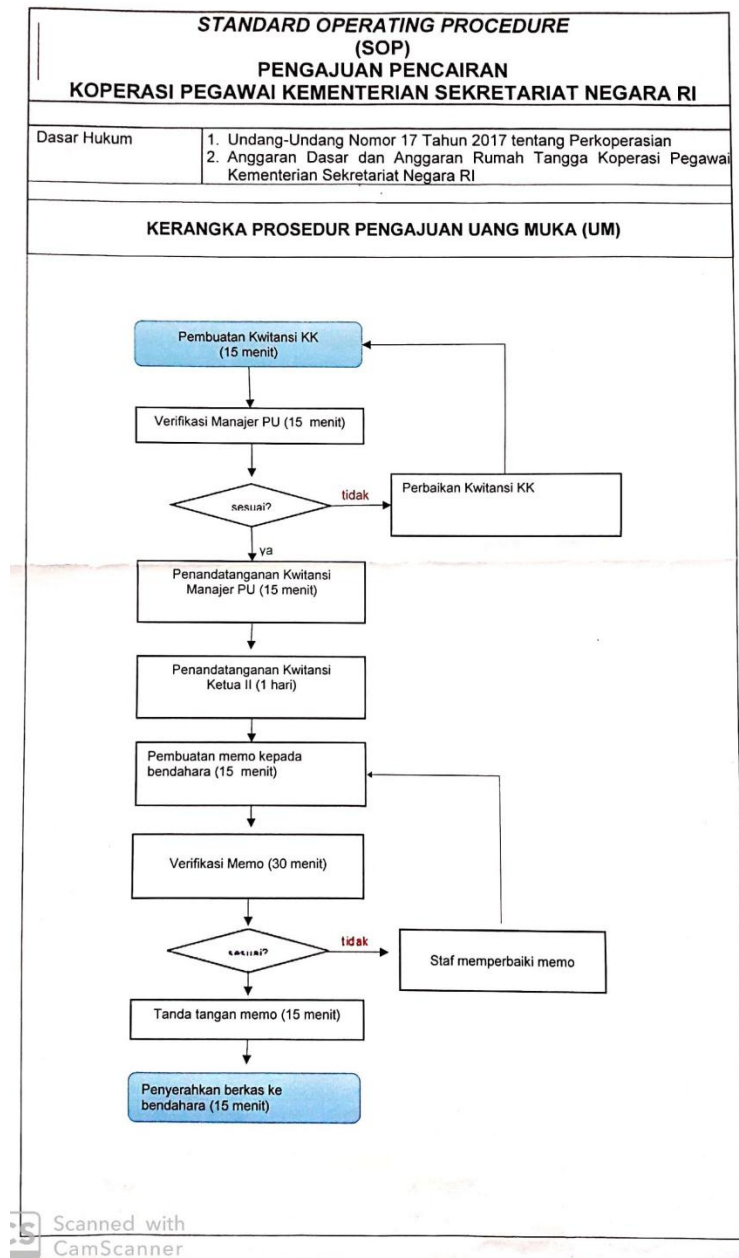 STANDARD OPERATING PROCEDURE
(SOP)
PENGAJUAN PENCAIRAN
KOPERASI PEGAWAI KEMENTERIAN SEKRETARIAT NEGARA RI
Dasar Hukum
1. Undang-Undang Nomor 17 Tahun 2017 tentang Perkoperasian
2. Anggaran Dasar dan Anggaran Rumah Tangga Koperasi Pegawai
Kementerian Sekretariat Negara RI
KERANGKA PROSEDUR PENGAJUAN UANG MUKA (UM)
Pembuatan Kwitansi KK
(15 menit)
Verifikasi Manajer PU (15 menit)
sesuai?
tidak
Perbaikan Kwitansi KK
ya
Penandatanganan Kwitansi
Manajer PU (15 menit)
Penandatanganan Kwitansi
Ketua II (1 hari)
Pembuatan memo kepada
bendahara (15 menit)
Verifikasi Memo (30 menit)
sesuai?
tidak
Staf memperbaiki memo
Tanda tangan memo (15 menit)
Penyerahkan berkas ke
bendahara (15 menit)
CS
Scanned with
CamScanner